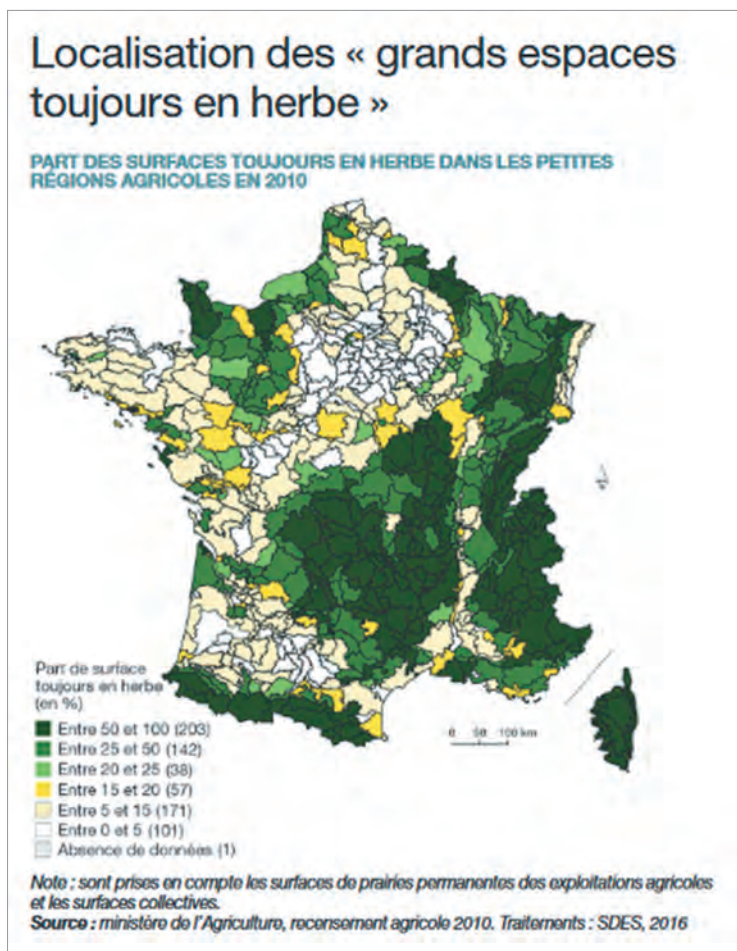 Localisation des « grands espaces
toujours en herbe »
PART DES SURFACES TOUJOURS EN HERBE DANS LES PETITES
RÉGIONS AGRICOLES EN 2010
Part de surface
toujours en herbe
(en %)
Entre 50 et 100 (203)
Entre 25 et 50 (142)
Entre 20 et 25 (38)
Entre 15 et 20 (57)
Entre 5 et 15 (171)
Entre 0 et 5 (101)
Absence de données (1)
0 50 100 km
Note : sont prises en compte les surfaces de prairies permanentes des exploitations agricoles
et les surfaces collectives.
Source : ministère de l'Agriculture, recensement agricole 2010. Traitements : SDES, 2016